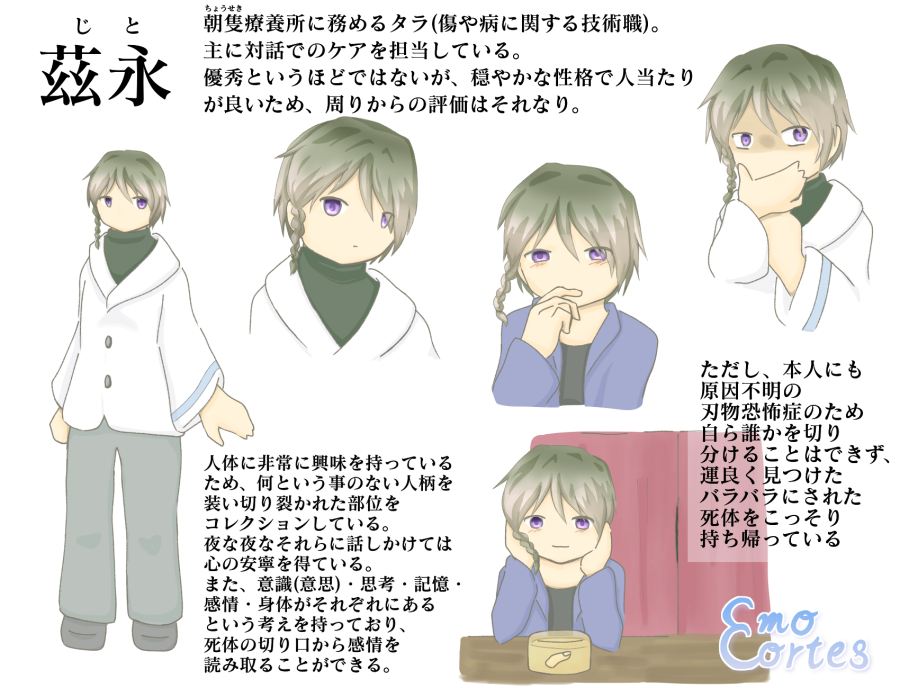 じと
茲永
ちょうせき
朝隻療養所に務めるタラ(傷や病に関する技術職)。
主に対話でのケアを担当している。
優秀というほどではないが、穏やかな性格で人当たり
が良いため、周りからの評価はそれなり。
ただし、本人にも
原因不明の
刃物恐怖症のため
自ら誰かを切り
分けることはできず、
運良く見つけた
バラバラにされた
死体をこっそり
持ち帰っている
人体に非常に興味を持っている
ため、何という事のない人柄を
装い切り裂かれた部位を
コレクションしている。
夜な夜なそれらに話しかけては
心の安寧を得ている。
また、意識(意思)・思考・記憶・
感情・身体がそれぞれにある
という考えを持っており、
死体の切り口から感情を
読み取ることができる。
Emo
Cortes